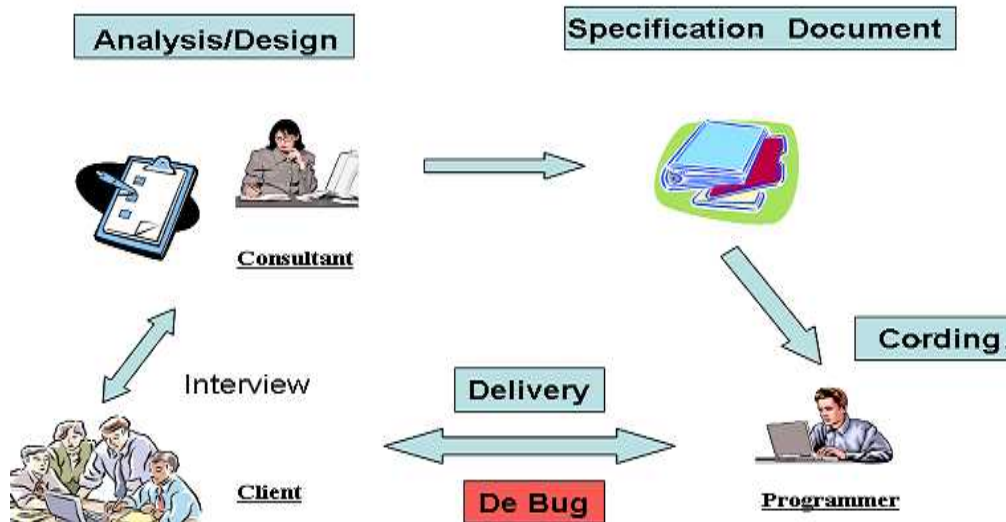 Analysis/Design
Specification Document
Consultant
Cording
Interview
Delivery
Client
De Bug
Programmer